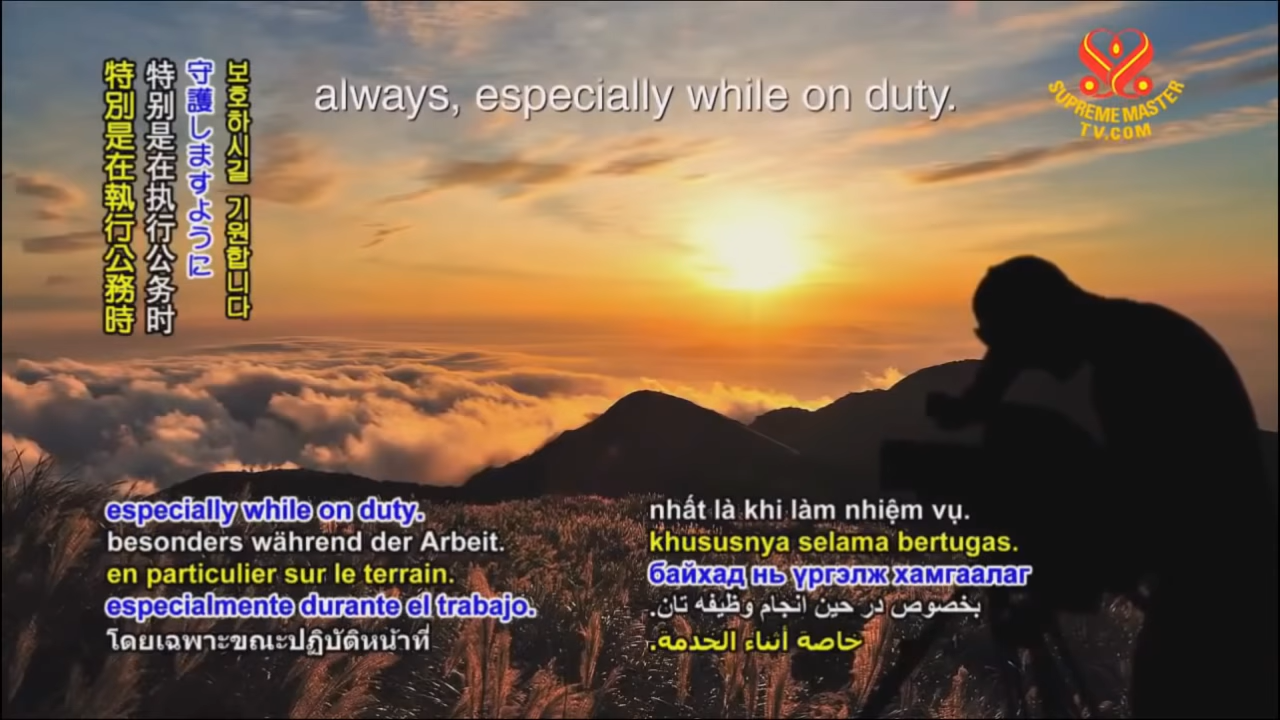 always, especially while on duty.
SUPREME MASTER
TV.COM
보호하시길 기원합니다
守護しますように
特别是在执行公务时
特別是在執行公務時
especially while on duty.
besonders während der Arbeit.
en particulier sur le terrain.
especialmente durante el trabajo.
โดยเฉพาะขณะปฏิบัติหน้าที่
nhất là khi làm nhiệm vụ.
khususnya selama bertugas.
байхад нь үргэлж хамгаалаг
بخصوص در حین انجام وظیفه تان.
خاصة أثناء الخدمة.